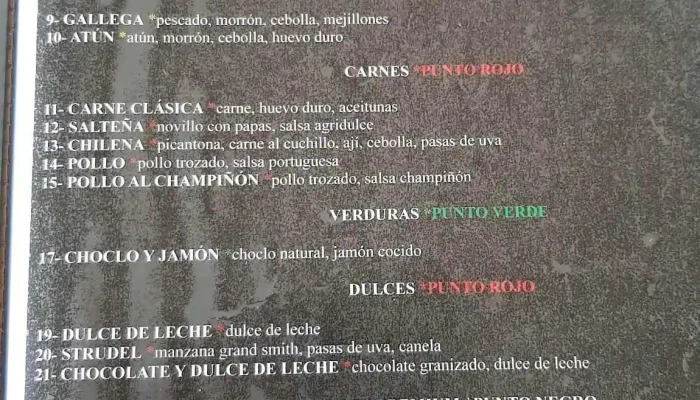 9- GALLEGA *pescado, morrón, cebolla, mejillones
10- ATÚN *atún, morrón, cebolla, huevo duro
CARNES *PUNTO ROJO
11- CARNE CLÁSICA *carne, huevo duro, aceitunas
12- SALTEÑA *novillo con papas, salsa agridulce
13- CHILENA *picantona, carne al cuchillo, ají, cebolla, pasas de uva
14- POLLO *pollo trozado, salsa portuguesa
15- POLLO AL CHAMPIÑÓN *pollo trozado, salsa champiñón
VERDURAS *PUNTO VERDE
17- CHOCLO Y JAMÓN *choclo natural, jamón cocido
DULCES *PUNTO ROJO
19- DULCE DE LECHE *dulce de leche
20- STRUDEL *manzana grand smith, pasas de uva, canela
21- CHOCOLATE Y DULCE DE LECHE *chocolate granizado, dulce de leche
PUNTO NEGRO